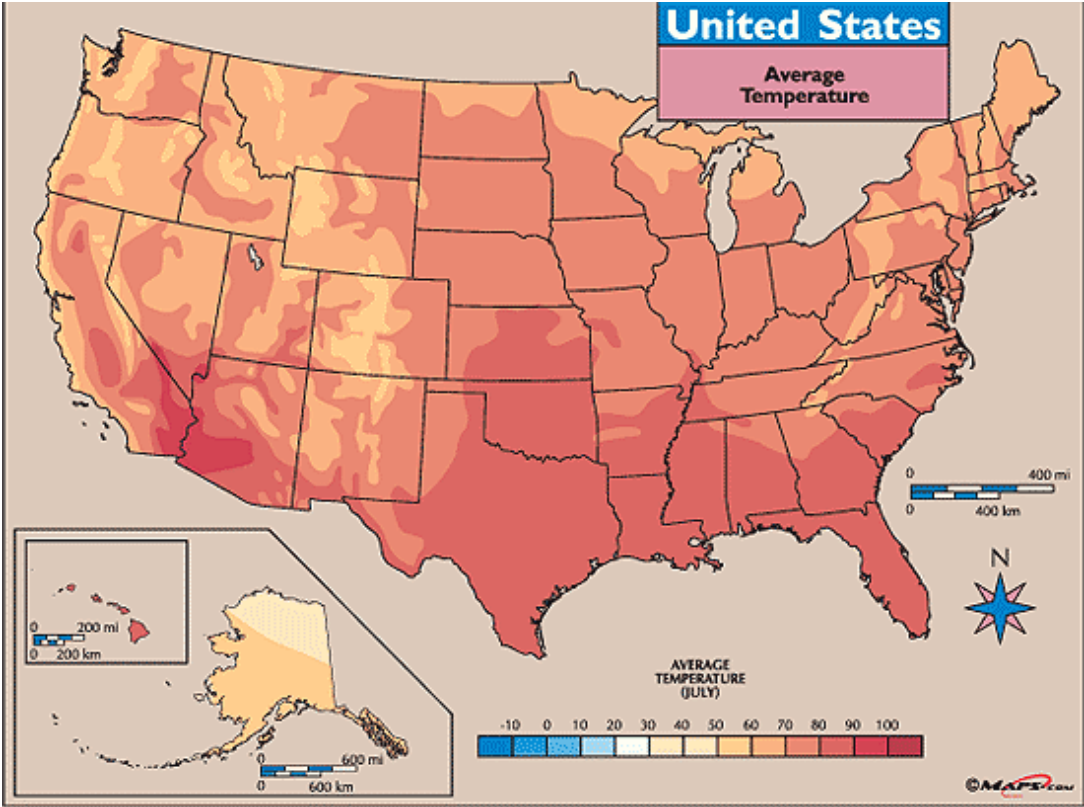 United States
Average
Temperature
0 400 mi
0 400 km
N
0 200 mi
0 200 km
0 600 mi
0 600 km
AVERAGE
TEMPERATURE
(JULY)
-10 0 10 20 30 40 50 60 70 80 90 100
©MAPS.COM